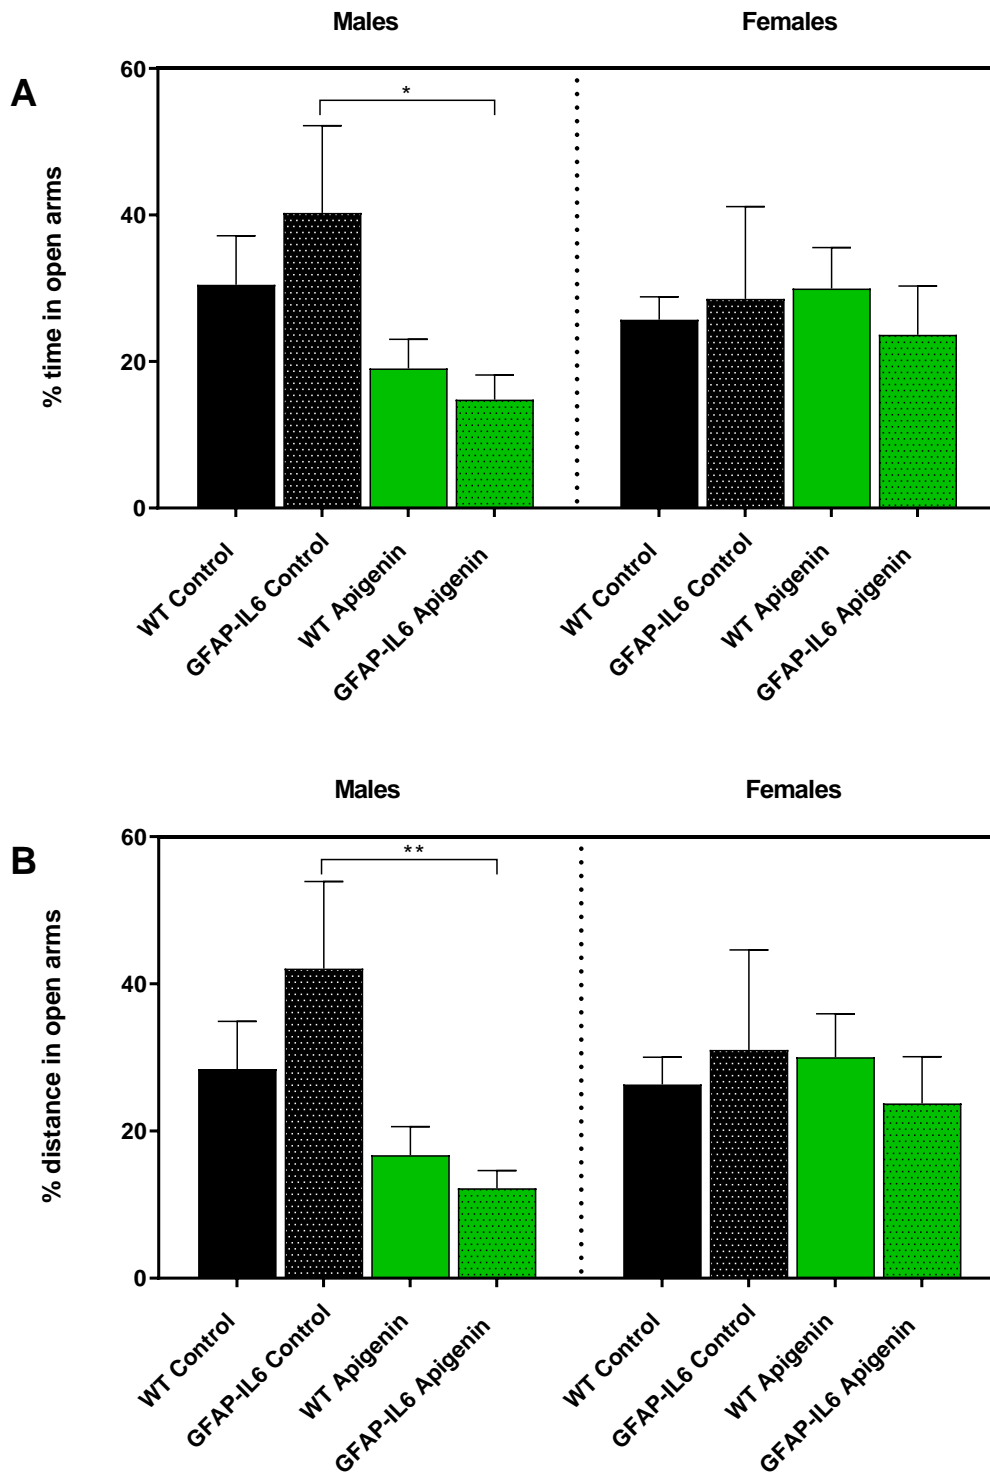 Males Females
A
60
*
40
20
0
% time in open arms
WT Control
GFAP-IL6 Control
WT Apigenin
GFAP-IL6 Apigenin
WT Control
GFAP-IL6 Control
WT Apigenin
GFAP-IL6 Apigenin
Males Females
B
60
**
40
20
0
% distance in open arms
WT Control
GFAP-IL6 Control
WT Apigenin
GFAP-IL6 Apigenin
WT Control
GFAP-IL6 Control
WT Apigenin
GFAP-IL6 Apigenin